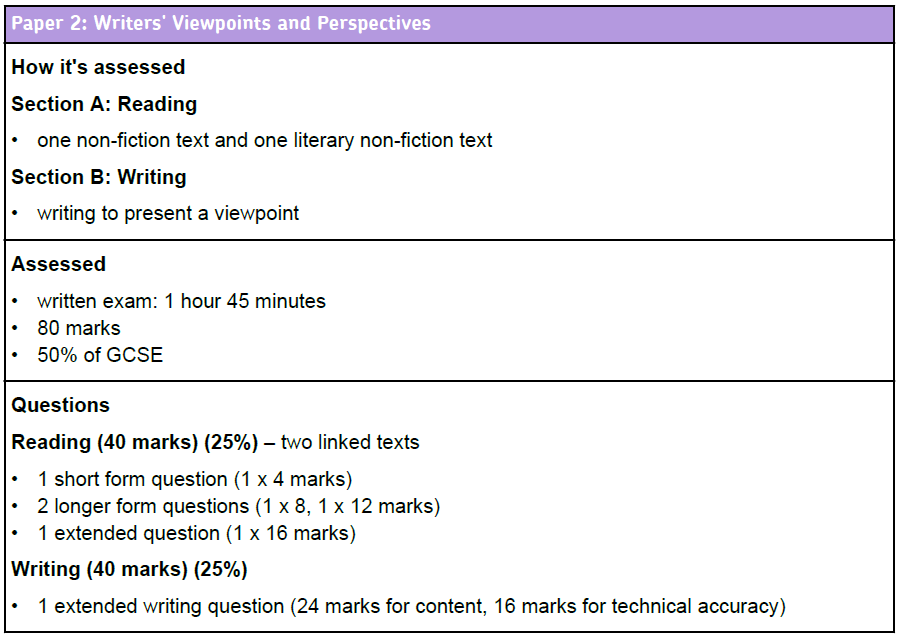 Paper 2: Writers' Viewpoints and Perspectives
How it's assessed
Section A: Reading
• one non-fiction text and one literary non-fiction text
Section B: Writing
• writing to present a viewpoint
Assessed
• written exam: 1 hour 45 minutes
• 80 marks
• 50% of GCSE
Questions
Reading (40 marks) (25%) – two linked texts
• 1 short form question (1 x 4 marks)
• 2 longer form questions (1 x 8, 1 x 12 marks)
• 1 extended question (1 x 16 marks)
Writing (40 marks) (25%)
• 1 extended writing question (24 marks for content, 16 marks for technical accuracy)